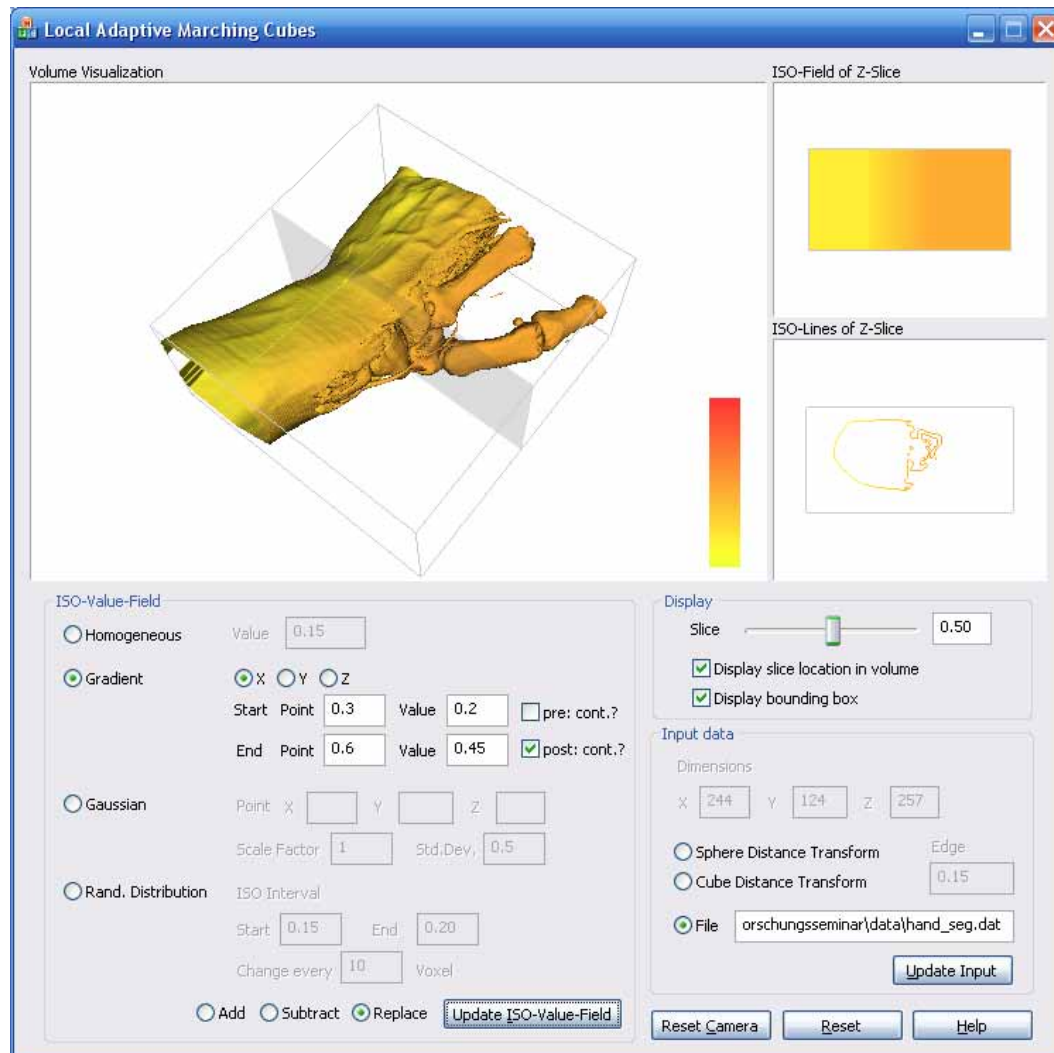 Local Adaptive Marching Cubes
Volume Visualization
ISO-Field of Z-Slice
ISO-Lines of Z-Slice
ISO-Value-Field
Homogeneous Value 0.15
Gradient X Y Z
Start Point 0.3 Value 0.2 pre: cont.?
End Point 0.6 Value 0.45 post: cont.?
Gaussian Point X Y Z
Scale Factor 1 Std.Dev. 0.5
Rand. Distribution ISO Interval
Start 0.15 End 0.20
Change every 10 Voxel
Add Subtract Replace Update ISO-Value-Field
Display
Slice 0.50
Display slice location in volume
Display bounding box
Input data
Dimensions
X 244 Y 124 Z 257
Sphere Distance Transform Edge
Cube Distance Transform 0.15
File orschungsseminar\data\hand_seg.dat
Update Input
Reset Camera Reset Help